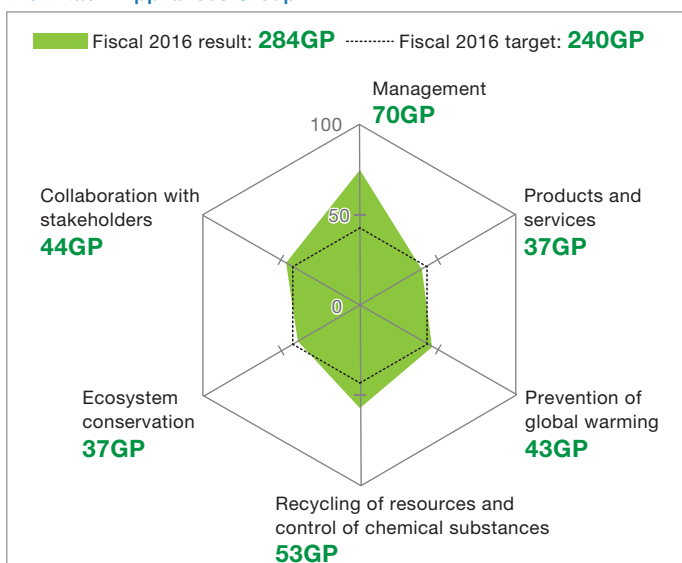 Fiscal 2016 result: 284GP
Fiscal 2016 target: 240GP
Management
70GP
100
Collaboration with
stakeholders
44GP
Products and
services
37GP
50
0
Ecosystem
conservation
37GP
Prevention of
global warming
43GP
Recycling of resources and
control of chemical substances
53GP